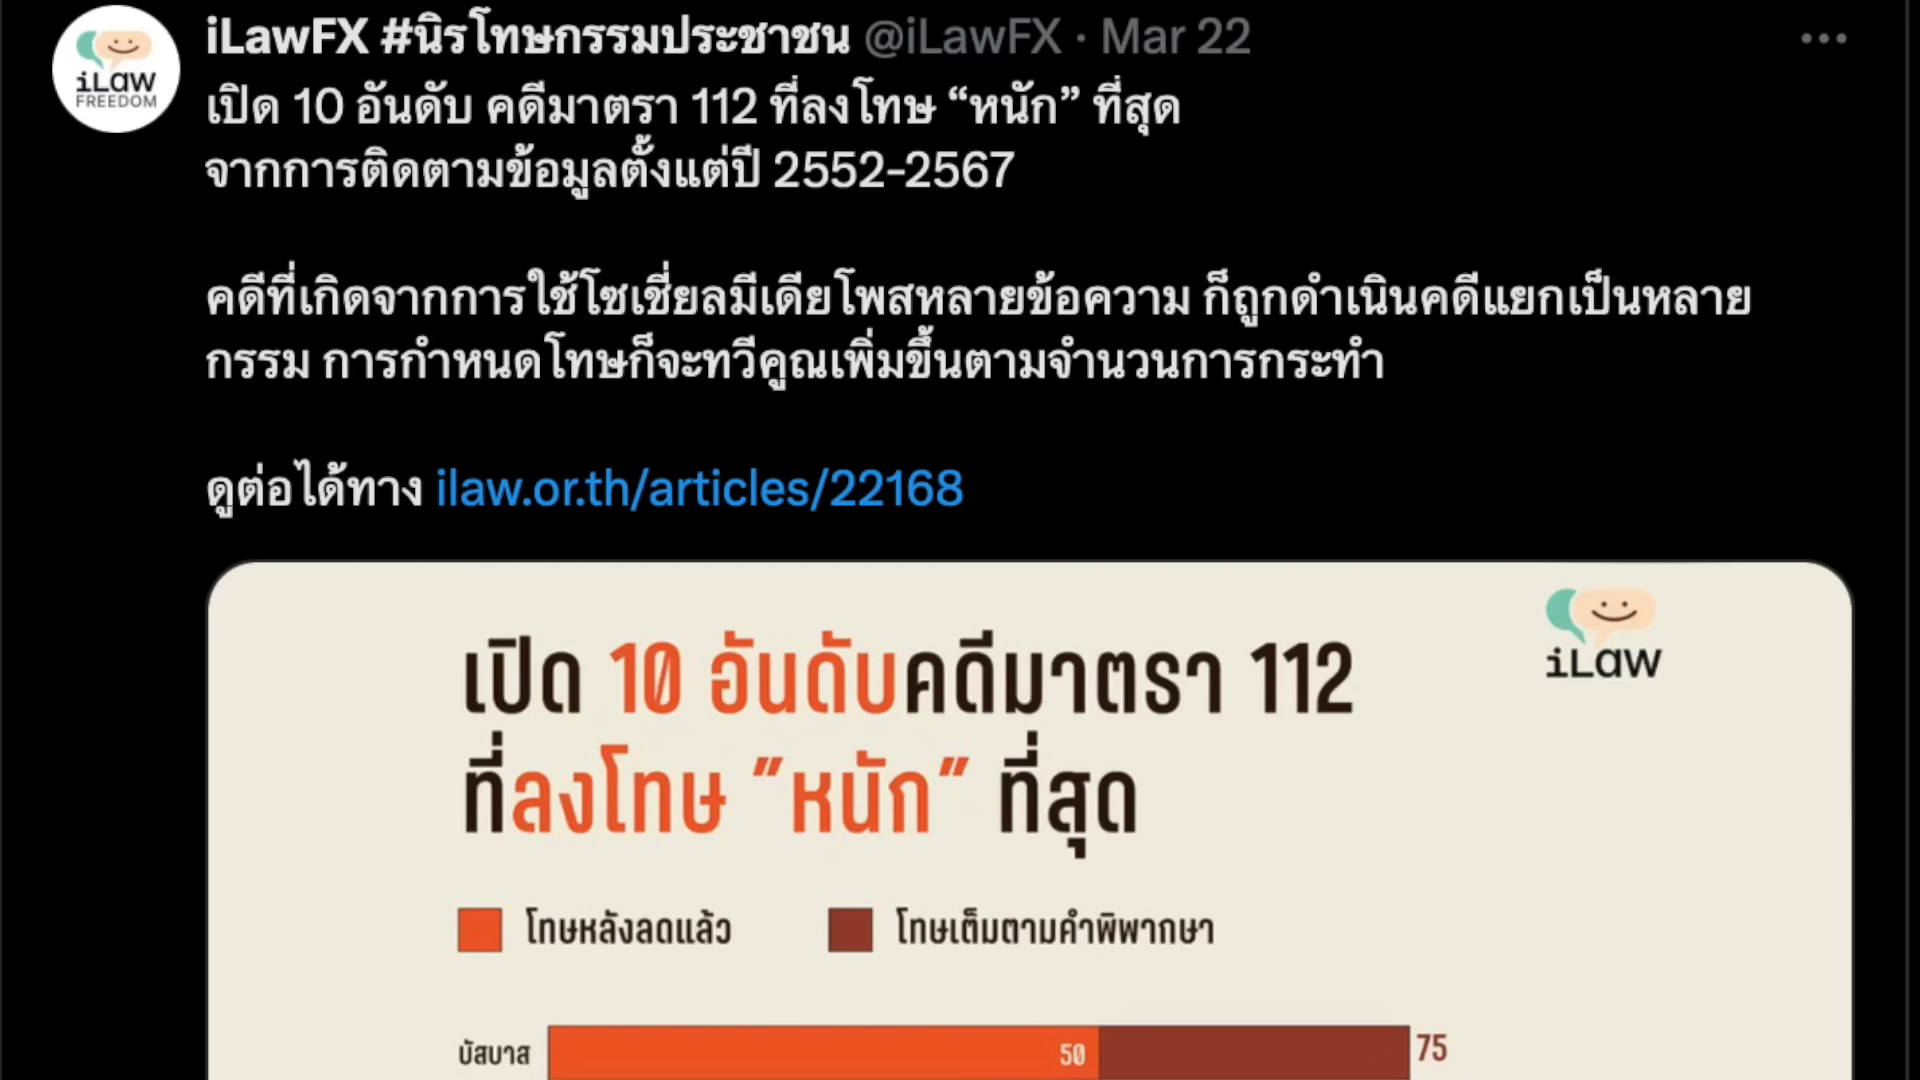 iLaw
FREEDOM
iLawFX #นิรโทษกรรมประชาชน @iLawFX · Mar 22
เปิด 10 อันดับ คดีมาตรา 112 ที่ลงโทษ “หนัก” ที่สุด
จากการติดตามข้อมูลตั้งแต่ปี 2552-2567
คดีที่เกิดจากการใช้โซเชี่ยลมีเดียโพสหลายข้อความ ก็ถูกดำเนินคดีแยกเป็นหลาย
กรรม การกำหนดโทษก็จะทวีคูณเพิ่มขึ้นตามจำนวนการกระทำ
ดูต่อได้ทาง ilaw.or.th/articles/22168
iLaw
เปิด 10 อันดับคดีมาตรา 112
ที่ลงโทษ "หนัก" ที่สุด
โทษหลังลดแล้ว
โทษเต็มตามคำพิพากษา
บัสบาส 50 75